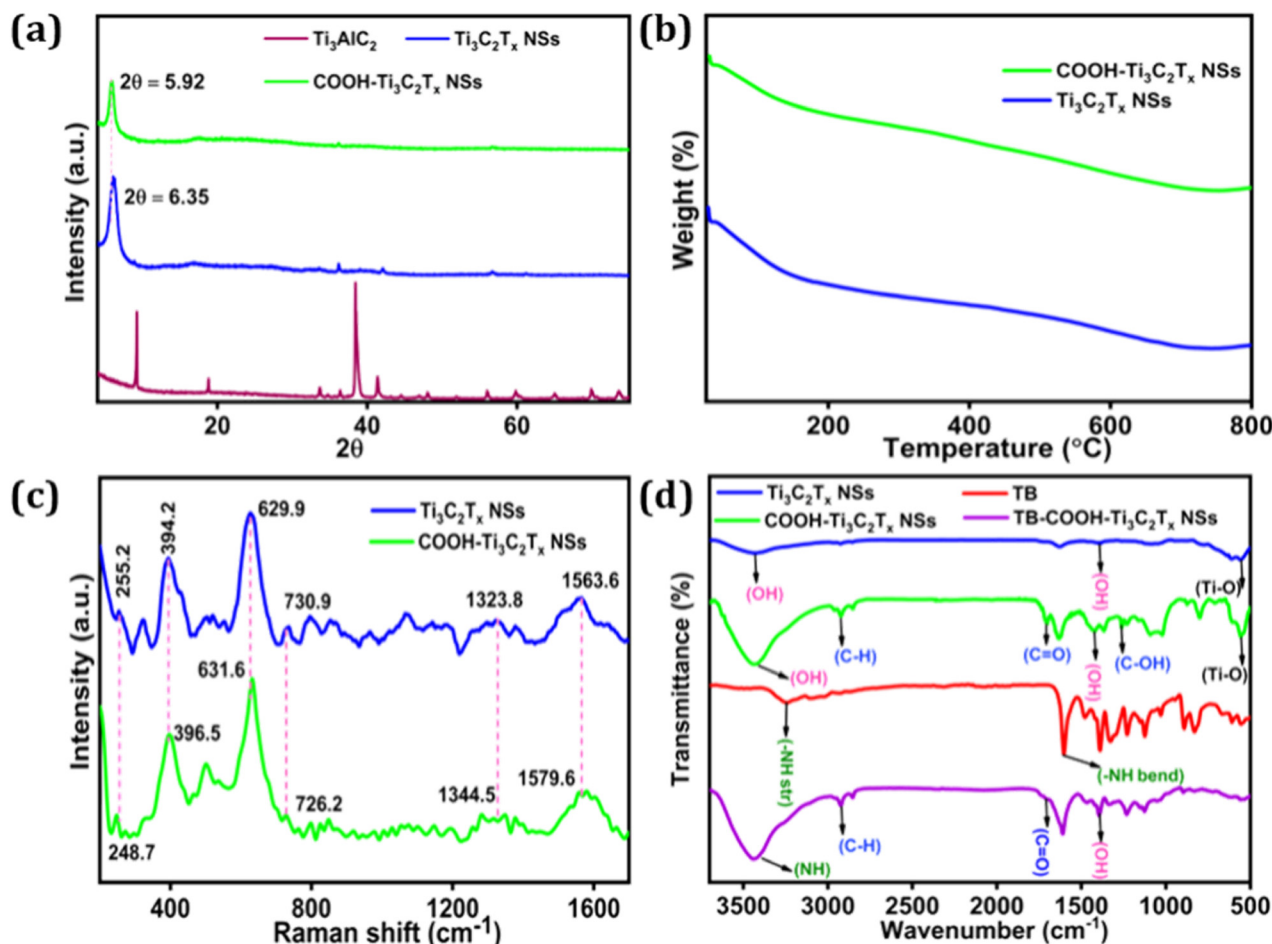 (a)
Ti₃AlC₂
Ti₃C₂Tₓ NSs
COOH-Ti₃C₂Tₓ NSs
2θ = 5.92
2θ = 6.35
Intensity (a.u.)
20
40
60
2θ
(b)
COOH-Ti₃C₂Tₓ NSs
Ti₃C₂Tₓ NSs
Weight (%)
200
400
600
800
Temperature (°C)
(c)
Ti₃C₂Tₓ NSs
COOH-Ti₃C₂Tₓ NSs
255.2
394.2
629.9
730.9
1323.8
1563.6
631.6
396.5
248.7
726.2
1344.5
1579.6
Intensity (a.u.)
400
800
1200
1600
Raman shift (cm⁻¹)
(d)
Ti₃C₂Tₓ NSs
TB
COOH-Ti₃C₂Tₓ NSs
TB-COOH-Ti₃C₂Tₓ NSs
(OH)
(OH)
(Ti-O)
(OH)
(C-H)
(C=O)
(OH)
(C-OH)
(Ti-O)
(-NH str)
(-NH bend)
(NH)
(C-H)
(C=O)
(OH)
Transmittance (%)
3500
3000
2500
2000
1500
1000
500
Wavenumber (cm⁻¹)